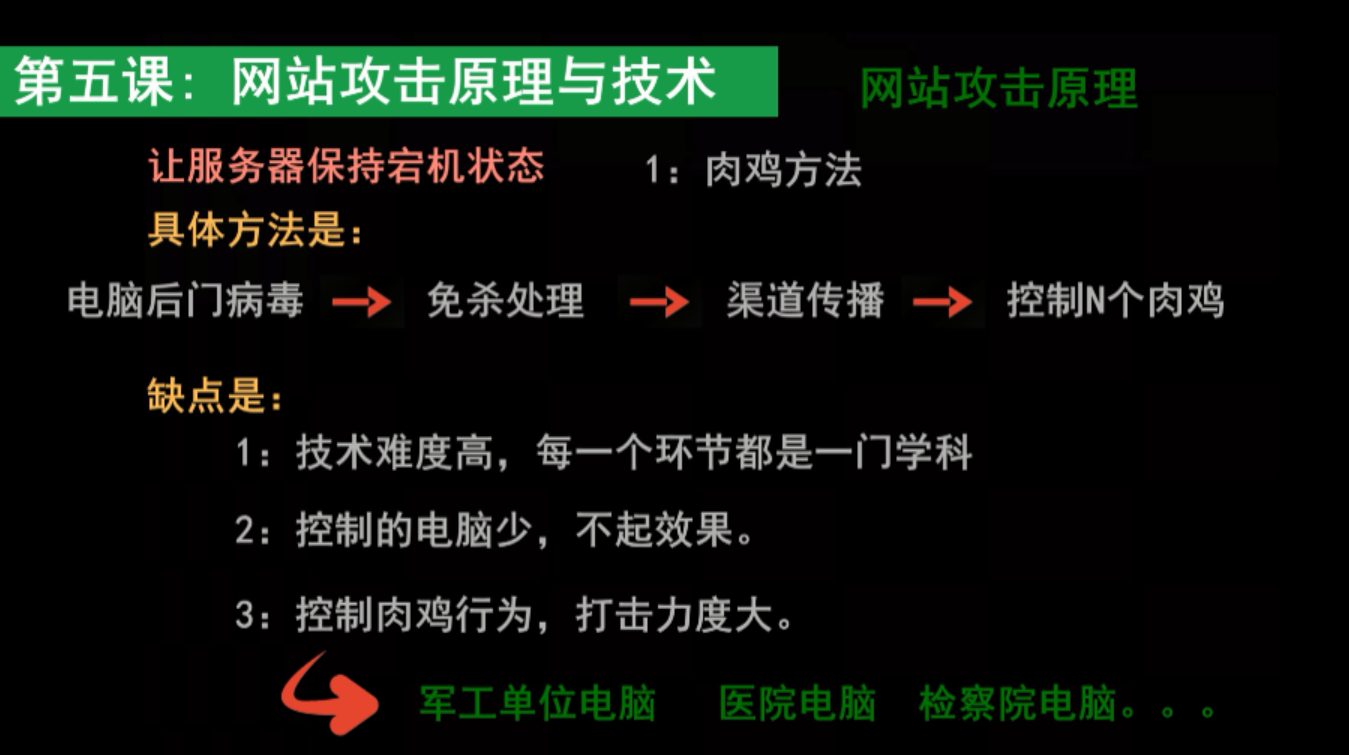 第五课：网站攻击原理与技术
网站攻击原理
让服务器保持宕机状态
1：肉鸡方法
具体方法是：
电脑后门病毒 → 免杀处理 → 渠道传播 → 控制N个肉鸡
缺点是：
1：技术难度高，每一个环节都是一门学科
2：控制的电脑少，不起效果。
3：控制肉鸡行为，打击力度大。
军工单位电脑 医院电脑 检察院电脑。。。